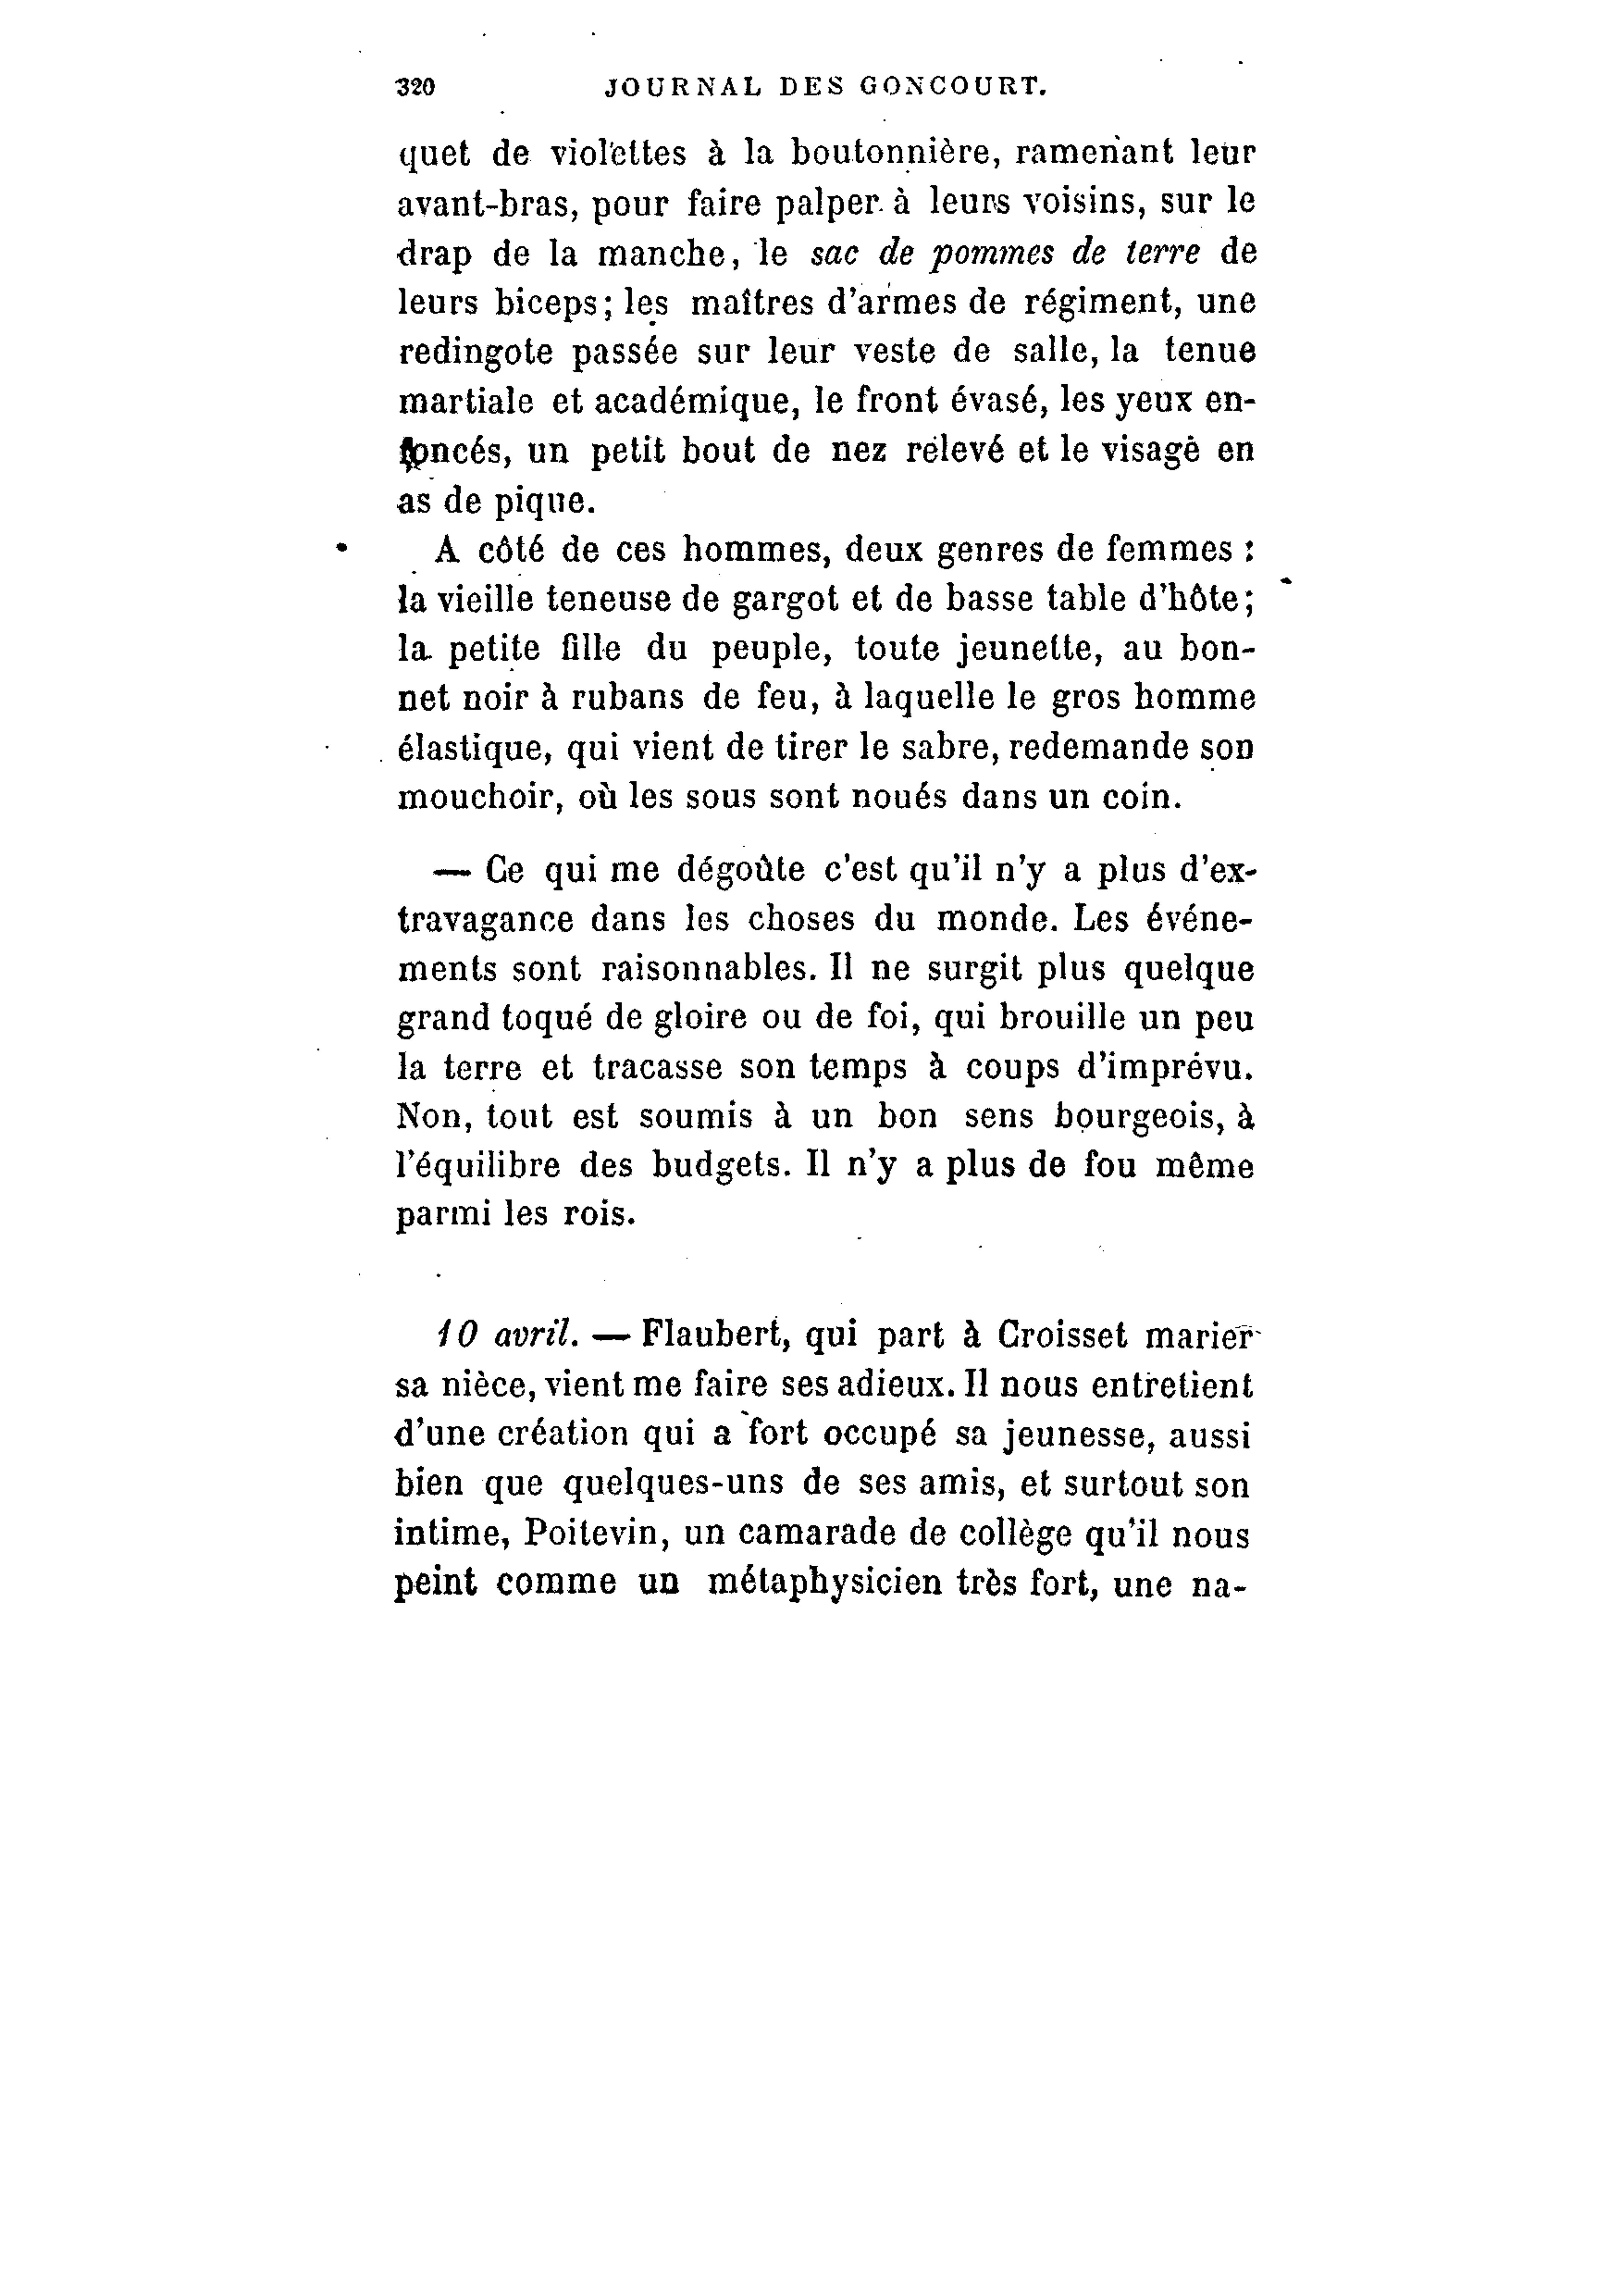 320 JOURNAL DES GONCOURT.
quet de violettes à la boutonnière, ramenant leur
avant-bras, pour faire palper à leurs voisins, sur le
drap de la manche, le sac de pommes de terre de
leurs biceps; les maîtres d'armes de régiment, une
redingote passée sur leur veste de salle, la tenue
martiale et académique, le front évasé, les yeux en-
foncés, un petit bout de nez relevé et le visage en
as de pique.
A côté de ces hommes, deux genres de femmes :
la vieille teneuse de gargot et de basse table d'hôte;
la petite fille du peuple, toute jeunette, au bon-
net noir à rubans de feu, à laquelle le gros homme
élastique, qui vient de tirer le sabre, redemande son
mouchoir, où les sous sont noués dans un coin.
— Ce qui me dégoûte c'est qu'il n'y a plus d'ex-
travagance dans les choses du monde. Les événe-
ments sont raisonnables. Il ne surgit plus quelque
grand toqué de gloire ou de foi, qui brouille un peu
la terre et tracasse son temps à coups d'imprévu.
Non, tout est soumis à un bon sens bourgeois, à
l'équilibre des budgets. Il n'y a plus de fou même
parmi les rois.
10 avril. — Flaubert, qui part à Croisset marier
sa nièce, vient me faire ses adieux. Il nous entretient
d'une création qui a fort occupé sa jeunesse, aussi
bien que quelques-uns de ses amis, et surtout son
intime, Poitevin, un camarade de collège qu'il nous
peint comme un métaphysicien très fort, une na-